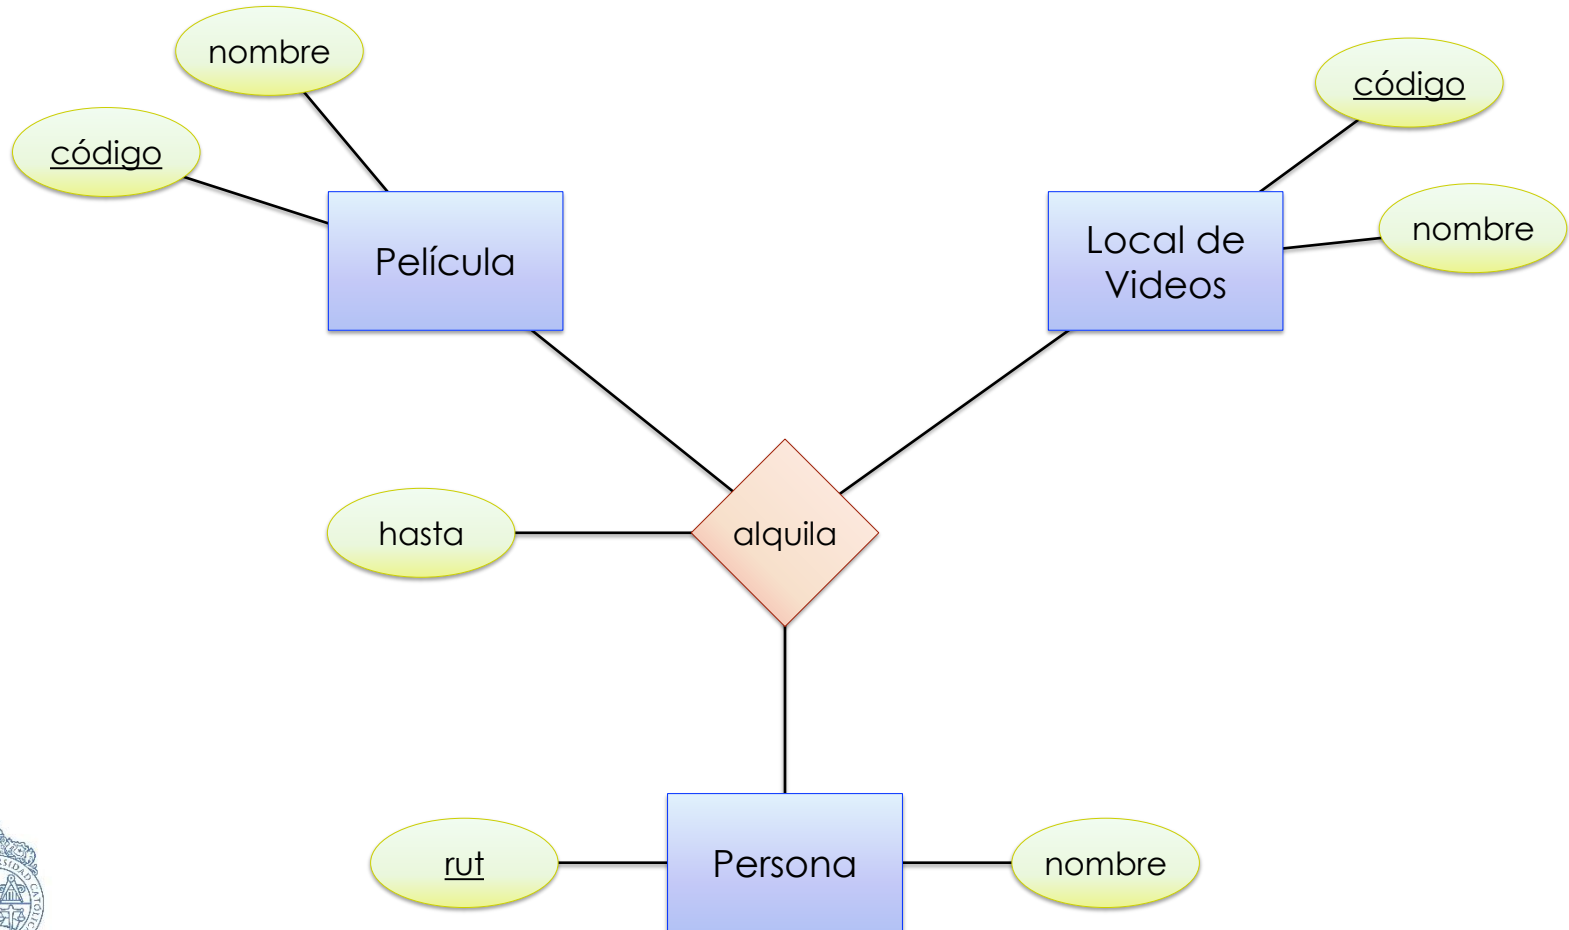 nombre
código
código
Película
Local de
Videos
nombre
hasta
alquila
rut
Persona
nombre